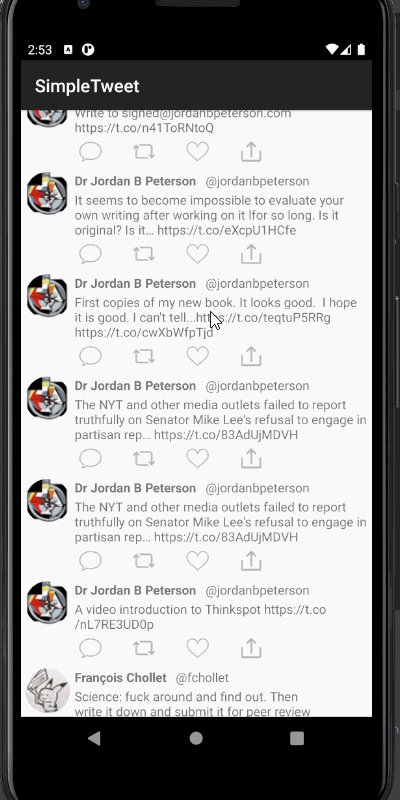 2:53
SimpleTweet
Write to signed@jordanbpeterson.com
https://t.co/n41ToRNtoQ
Dr Jordan B Peterson @jordanbpeterson
It seems to become impossible to evaluate your
own writing after working on it lfor so long. Is it
original? Is it… https://t.co/eXcpU1HCfe
Dr Jordan B Peterson @jordanbpeterson
First copies of my new book. It looks good.  I hope
it is good. I can't tell...https://t.co/teqtuP5RRg
https://t.co/cwXbWfpTjd
Dr Jordan B Peterson @jordanbpeterson
The NYT and other media outlets failed to report
truthfully on Senator Mike Lee's refusal to engage in
partisan rep… https://t.co/83AdUjMDVH
Dr Jordan B Peterson @jordanbpeterson
The NYT and other media outlets failed to report
truthfully on Senator Mike Lee's refusal to engage in
partisan rep… https://t.co/83AdUjMDVH
Dr Jordan B Peterson @jordanbpeterson
A video introduction to Thinkspot https://t.co
/nL7RE3UD0p
François Chollet @fchollet
Science: fuck around and find out. Then
write it down and submit it for peer review